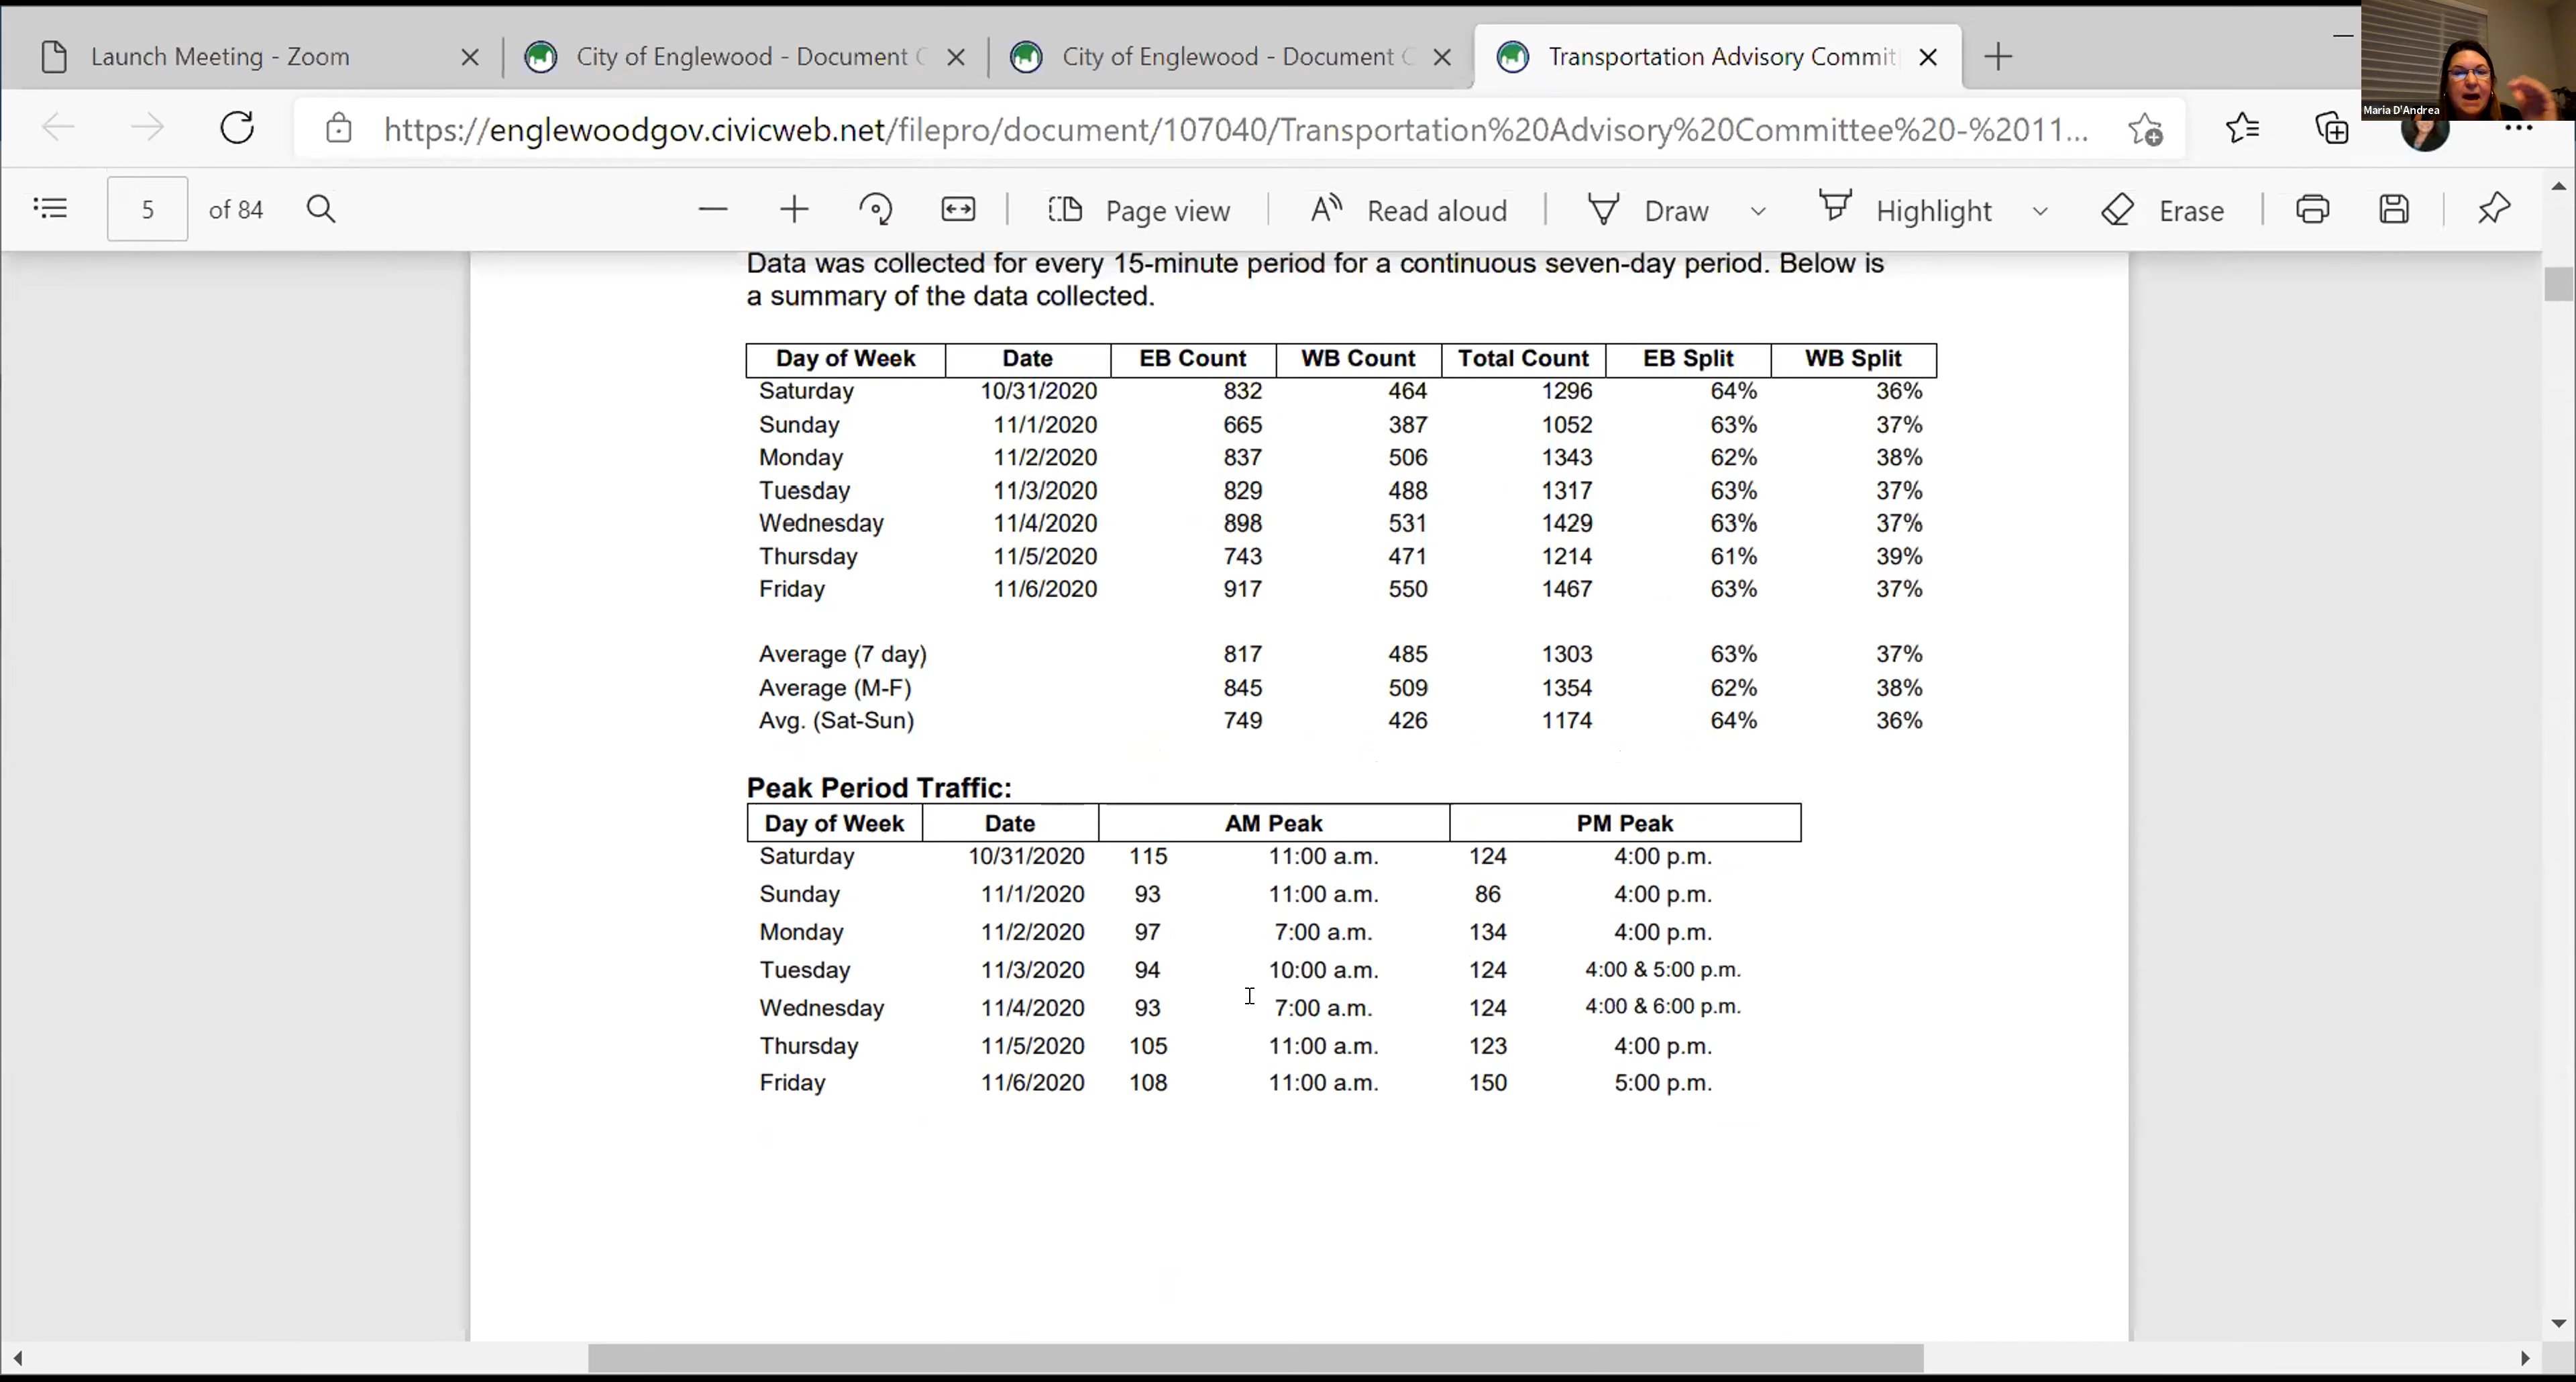 Launch Meeting - Zoom
City of Englewood - Document
City of Englewood - Document
Transportation Advisory Commit
Maria D'Andrea
https://englewoodgov.civicweb.net/filepro/document/107040/Transportation%20Advisory%20Committee%20-%2011...
5 of 84 Page view Read aloud Draw Highlight Erase
Data was collected for every 15-minute period for a continuous seven-day period. Below is
a summary of the data collected.
Day of Week Date EB Count WB Count Total Count EB Split WB Split
Saturday 10/31/2020 832 464 1296 64% 36%
Sunday 11/1/2020 665 387 1052 63% 37%
Monday 11/2/2020 837 506 1343 62% 38%
Tuesday 11/3/2020 829 488 1317 63% 37%
Wednesday 11/4/2020 898 531 1429 63% 37%
Thursday 11/5/2020 743 471 1214 61% 39%
Friday 11/6/2020 917 550 1467 63% 37%
Average (7 day) 817 485 1303 63% 37%
Average (M-F) 845 509 1354 62% 38%
Avg. (Sat-Sun) 749 426 1174 64% 36%
Peak Period Traffic:
Day of Week Date AM Peak PM Peak
Saturday 10/31/2020 115 11:00 a.m. 124 4:00 p.m.
Sunday 11/1/2020 93 11:00 a.m. 86 4:00 p.m.
Monday 11/2/2020 97 7:00 a.m. 134 4:00 p.m.
Tuesday 11/3/2020 94 10:00 a.m. 124 4:00 & 5:00 p.m.
Wednesday 11/4/2020 93 7:00 a.m. 124 4:00 & 6:00 p.m.
Thursday 11/5/2020 105 11:00 a.m. 123 4:00 p.m.
Friday 11/6/2020 108 11:00 a.m. 150 5:00 p.m.